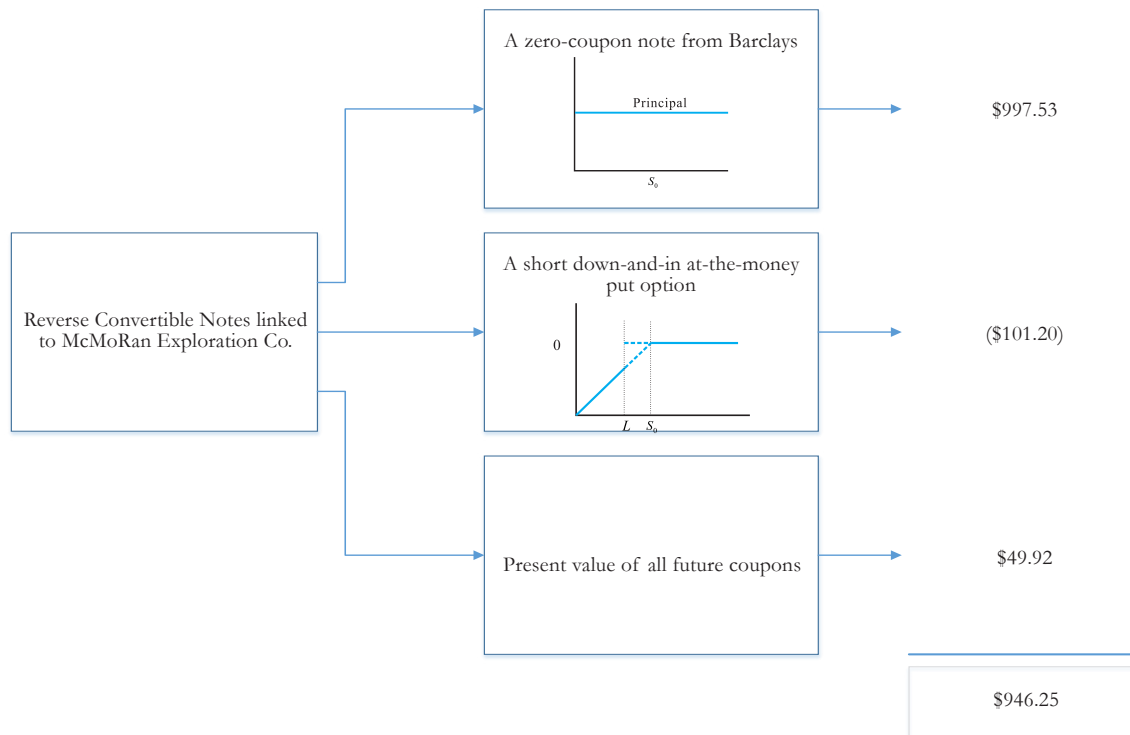 A zero-coupon note from Barclays
Principal
S₀
$997.53
Reverse Convertible Notes linked
to McMoRan Exploration Co.
A short down-and-in at-the-money
put option
0
L S₀
($101.20)
Present value of all future coupons
$49.92
$946.25